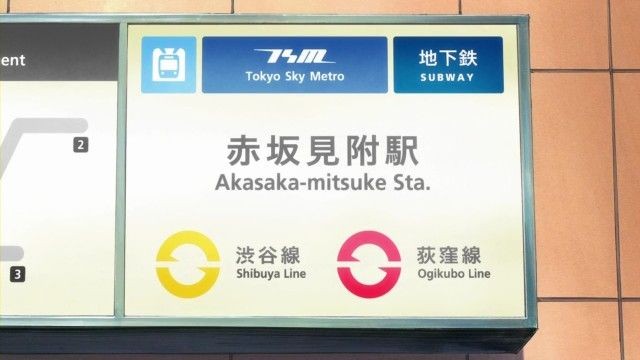 ent
2
3
TSM
Tokyo Sky Metro
地下鉄
SUBWAY
赤坂見附駅
Akasaka-mitsuke Sta.
渋谷線
Shibuya Line
荻窪線
Ogikubo Line